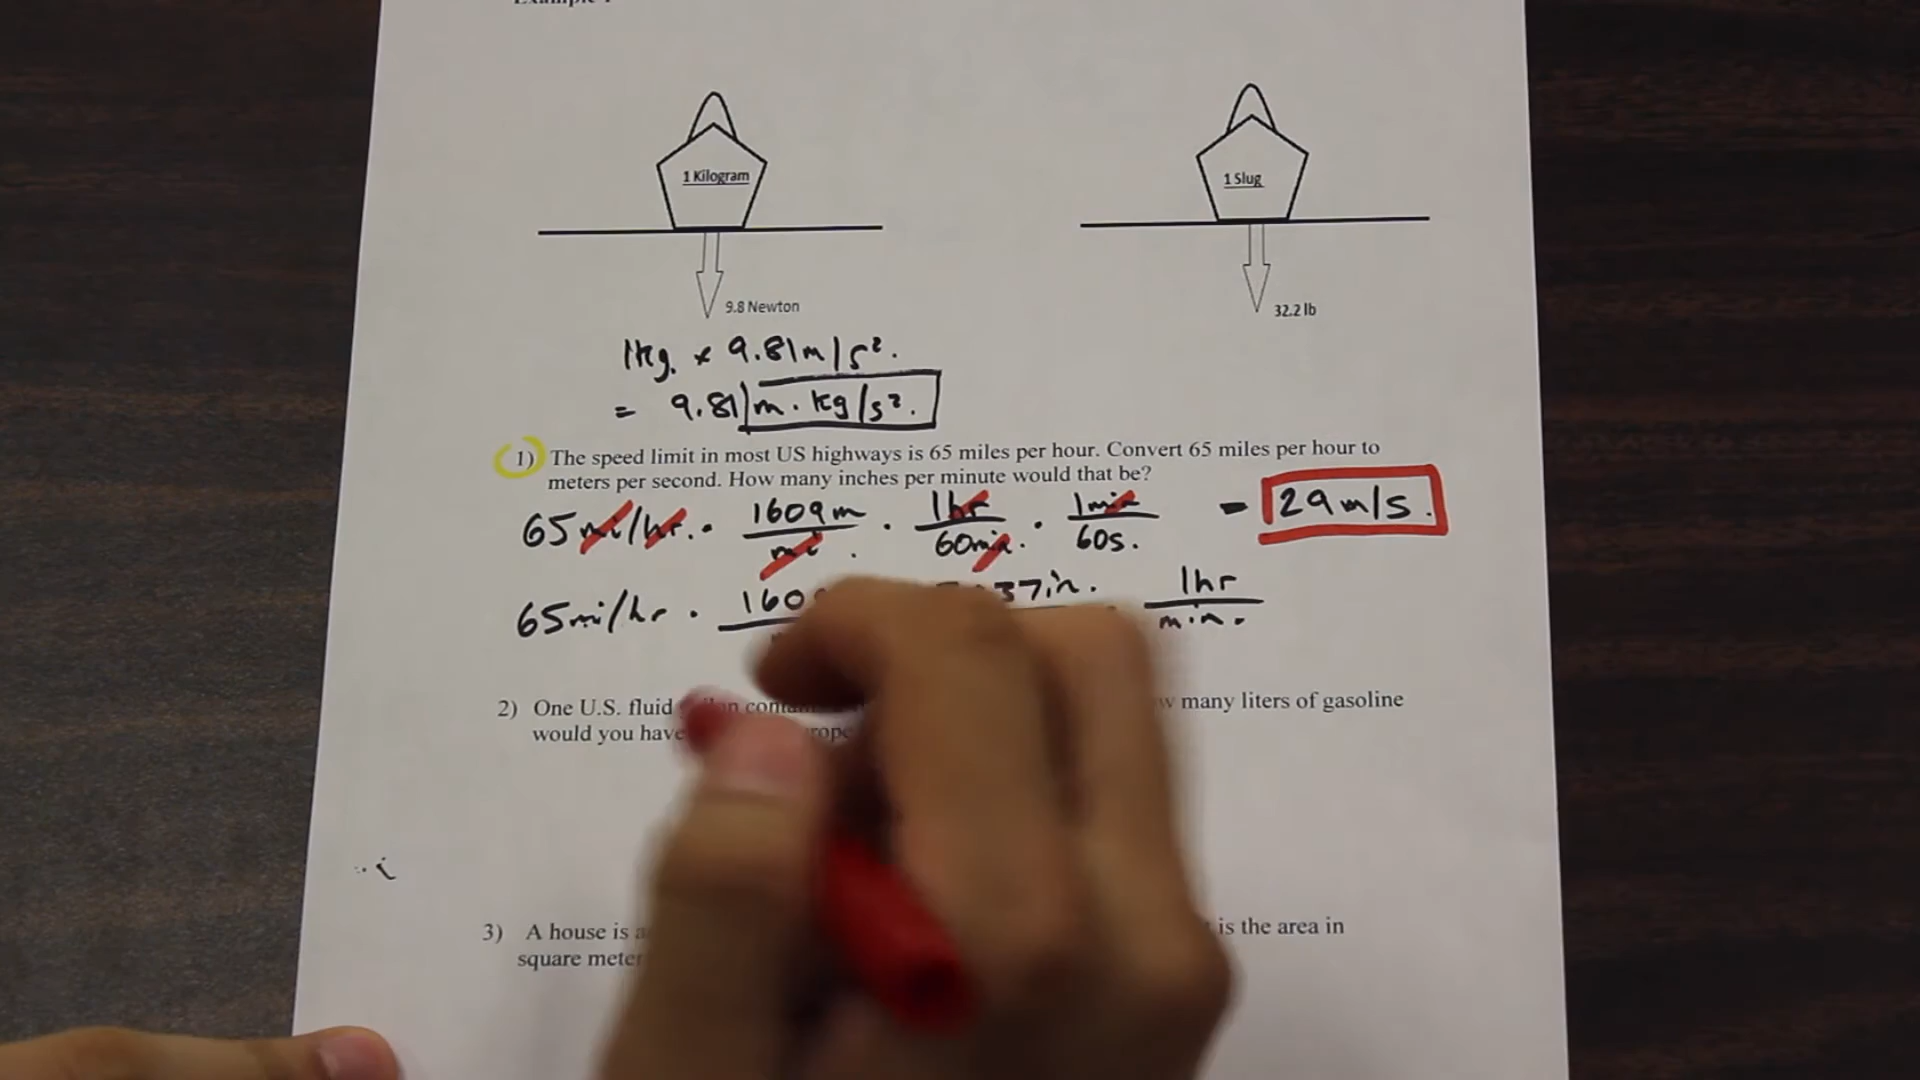 1 Kilogram
1 Slug
9.8 Newton
32.2 lb
1kg. × 9.81m/s².
= 9.81 m·kg/s².
1) The speed limit in most US highways is 65 miles per hour. Convert 65 miles per hour to
meters per second. How many inches per minute would that be?
65mi/hr. · 1609m/mi. · 1hr/60min. · 1min/60s. = 29m/s.
65mi/hr · 160 37in. 1hr/min.
2) One U.S. fluid many liters of gasoline
would you have
3) A house is is the area in
square meter